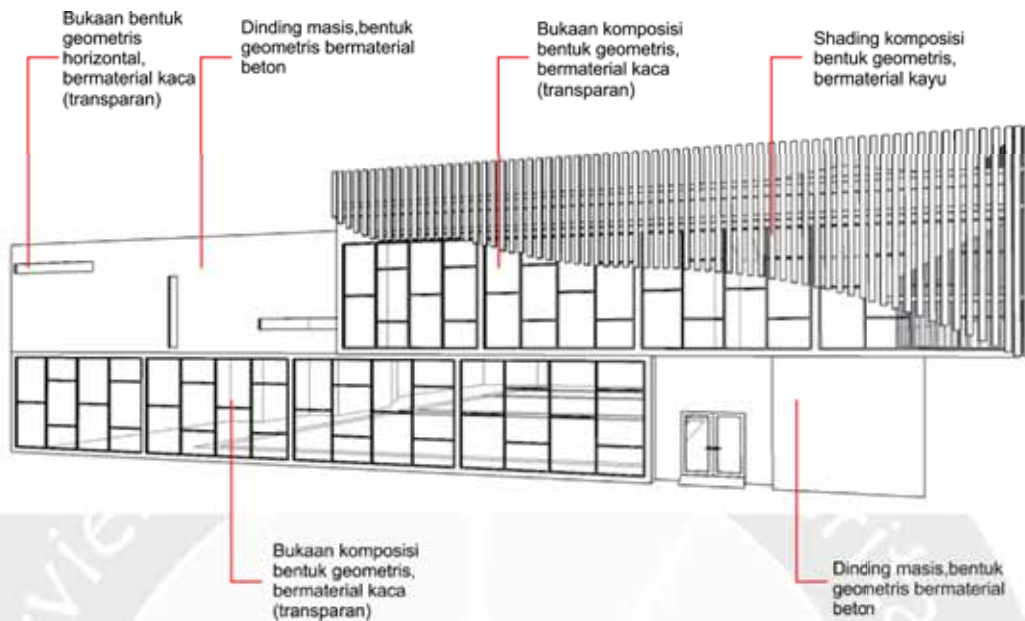 Bukaan bentuk
geometris
horizontal,
bermaterial kaca
(transparan)
Dinding masis,bentuk
geometris bermaterial
beton
Bukaan komposisi
bentuk geometris,
bermaterial kaca
(transparan)
Shading komposisi
bentuk geometris,
bermaterial kayu
Bukaan komposisi
bentuk geometris,
bermaterial kaca
(transparan)
Dinding masis,bentuk
geometris bermaterial
beton